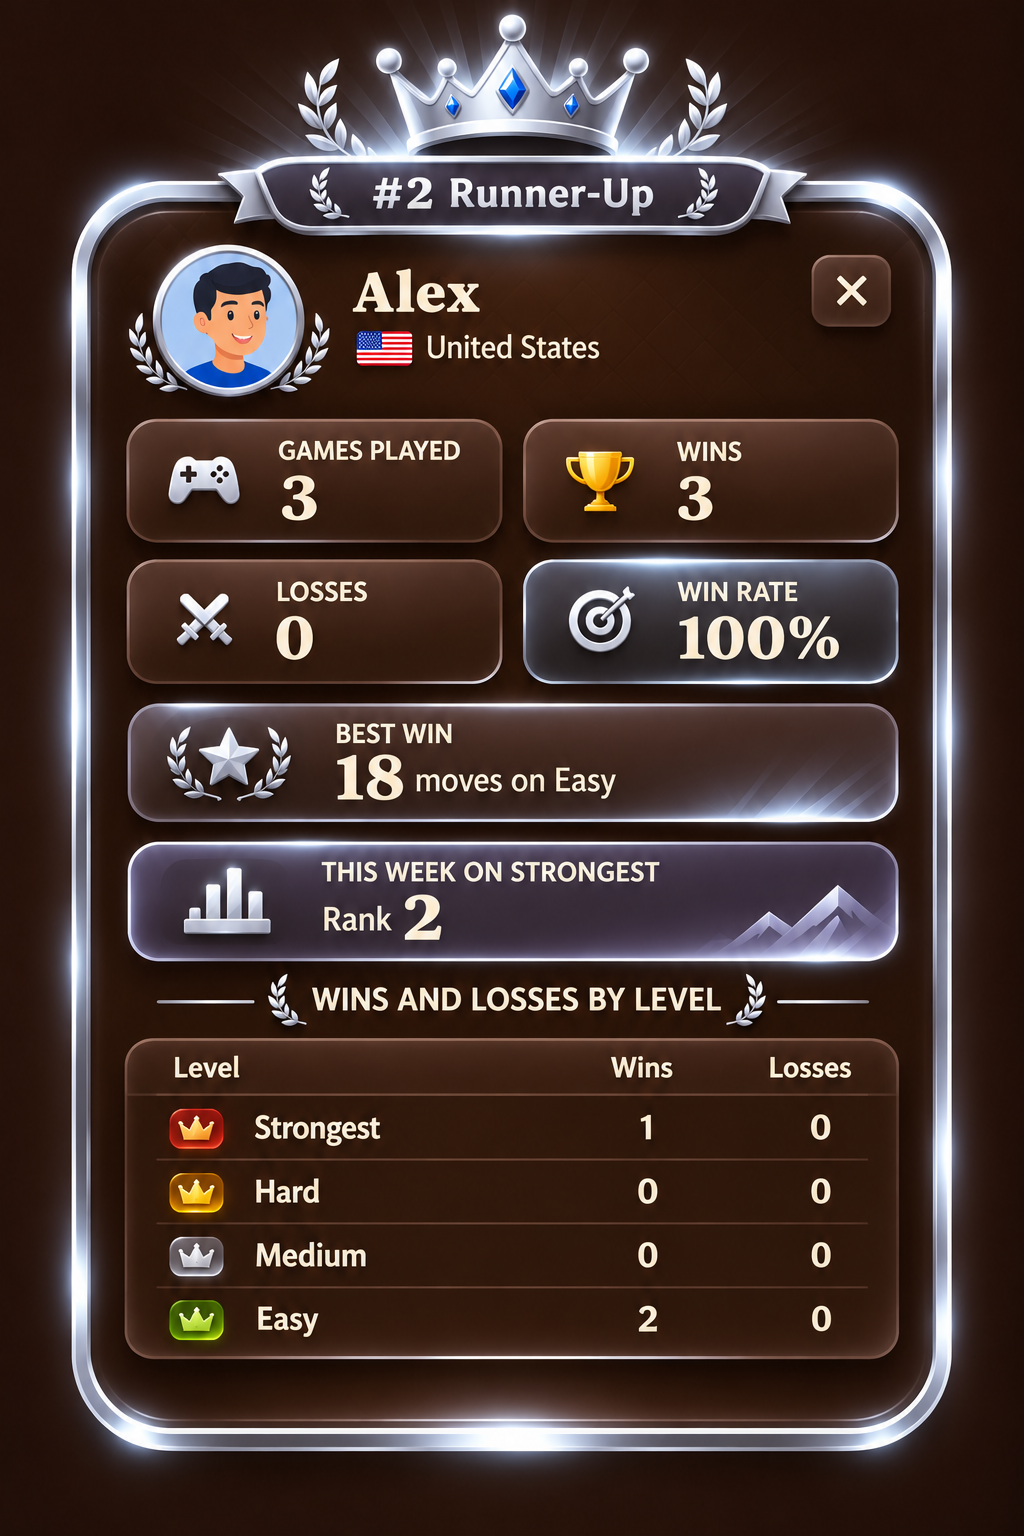 #2 Runner-Up
Alex
United States
GAMES PLAYED
3
WINS
3
LOSSES
0
WIN RATE
100%
BEST WIN
18 moves on Easy
THIS WEEK ON STRONGEST
Rank 2
WINS AND LOSSES BY LEVEL
Level Wins Losses
Strongest 1 0
Hard 0 0
Medium 0 0
Easy 2 0